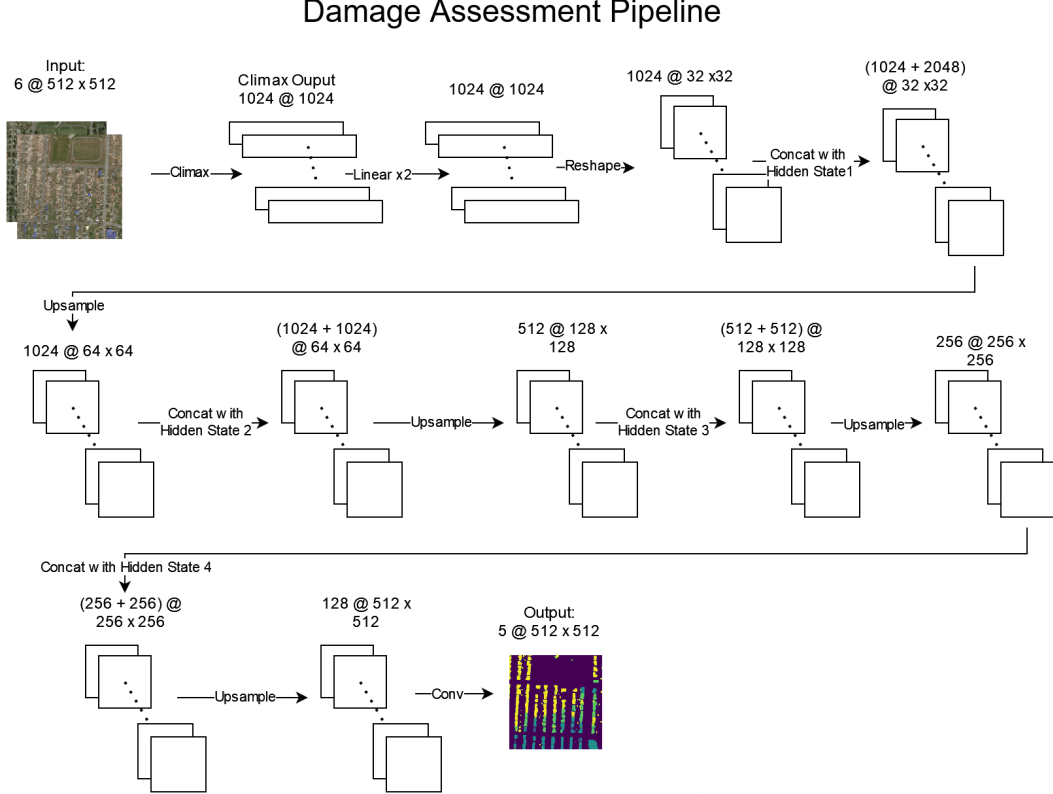 Damage Assessment Pipeline
Input:
6 @ 512 x 512
Climax Ouput
1024 @ 1024
1024 @ 1024
1024 @ 32 x32
(1024 + 2048)
@ 32 x32
Climax
Linear x2
Reshape
Concat with
Hidden State1
Upsample
1024 @ 64 x 64
(1024 + 1024)
@ 64 x 64
512 @ 128 x
128
(512 + 512) @
128 x 128
256 @ 256 x
256
Concat with
Hidden State 2
Upsample
Concat with
Hidden State 3
Upsample
Concat with Hidden State 4
(256 + 256) @
256 x 256
128 @ 512 x
512
Output:
5 @ 512 x 512
Upsample
Conv